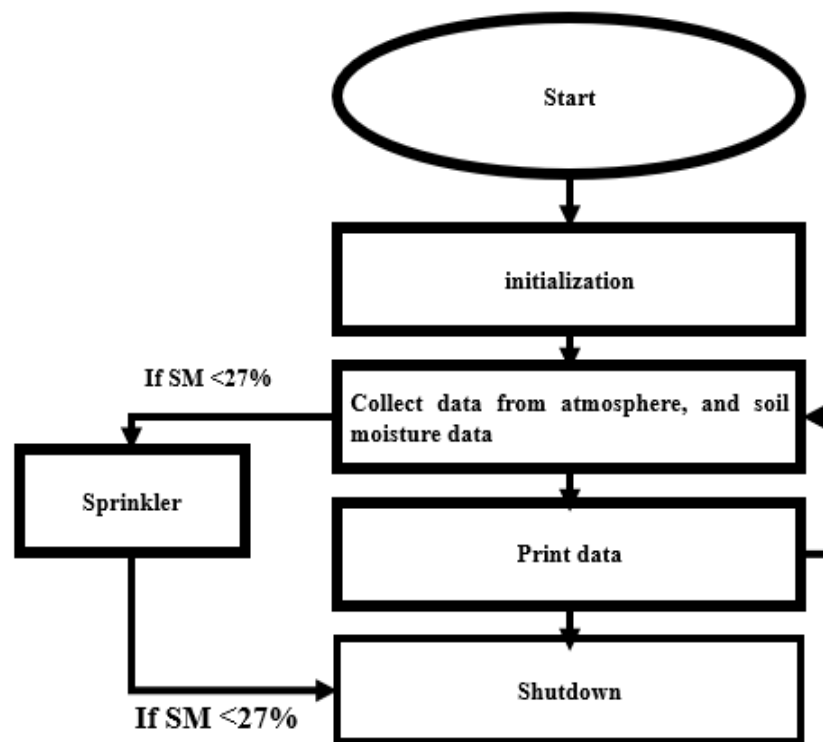 Start
initialization
If SM <27%
Collect data from atmosphere, and soil
moisture data
Sprinkler
Print data
Shutdown
If SM <27%